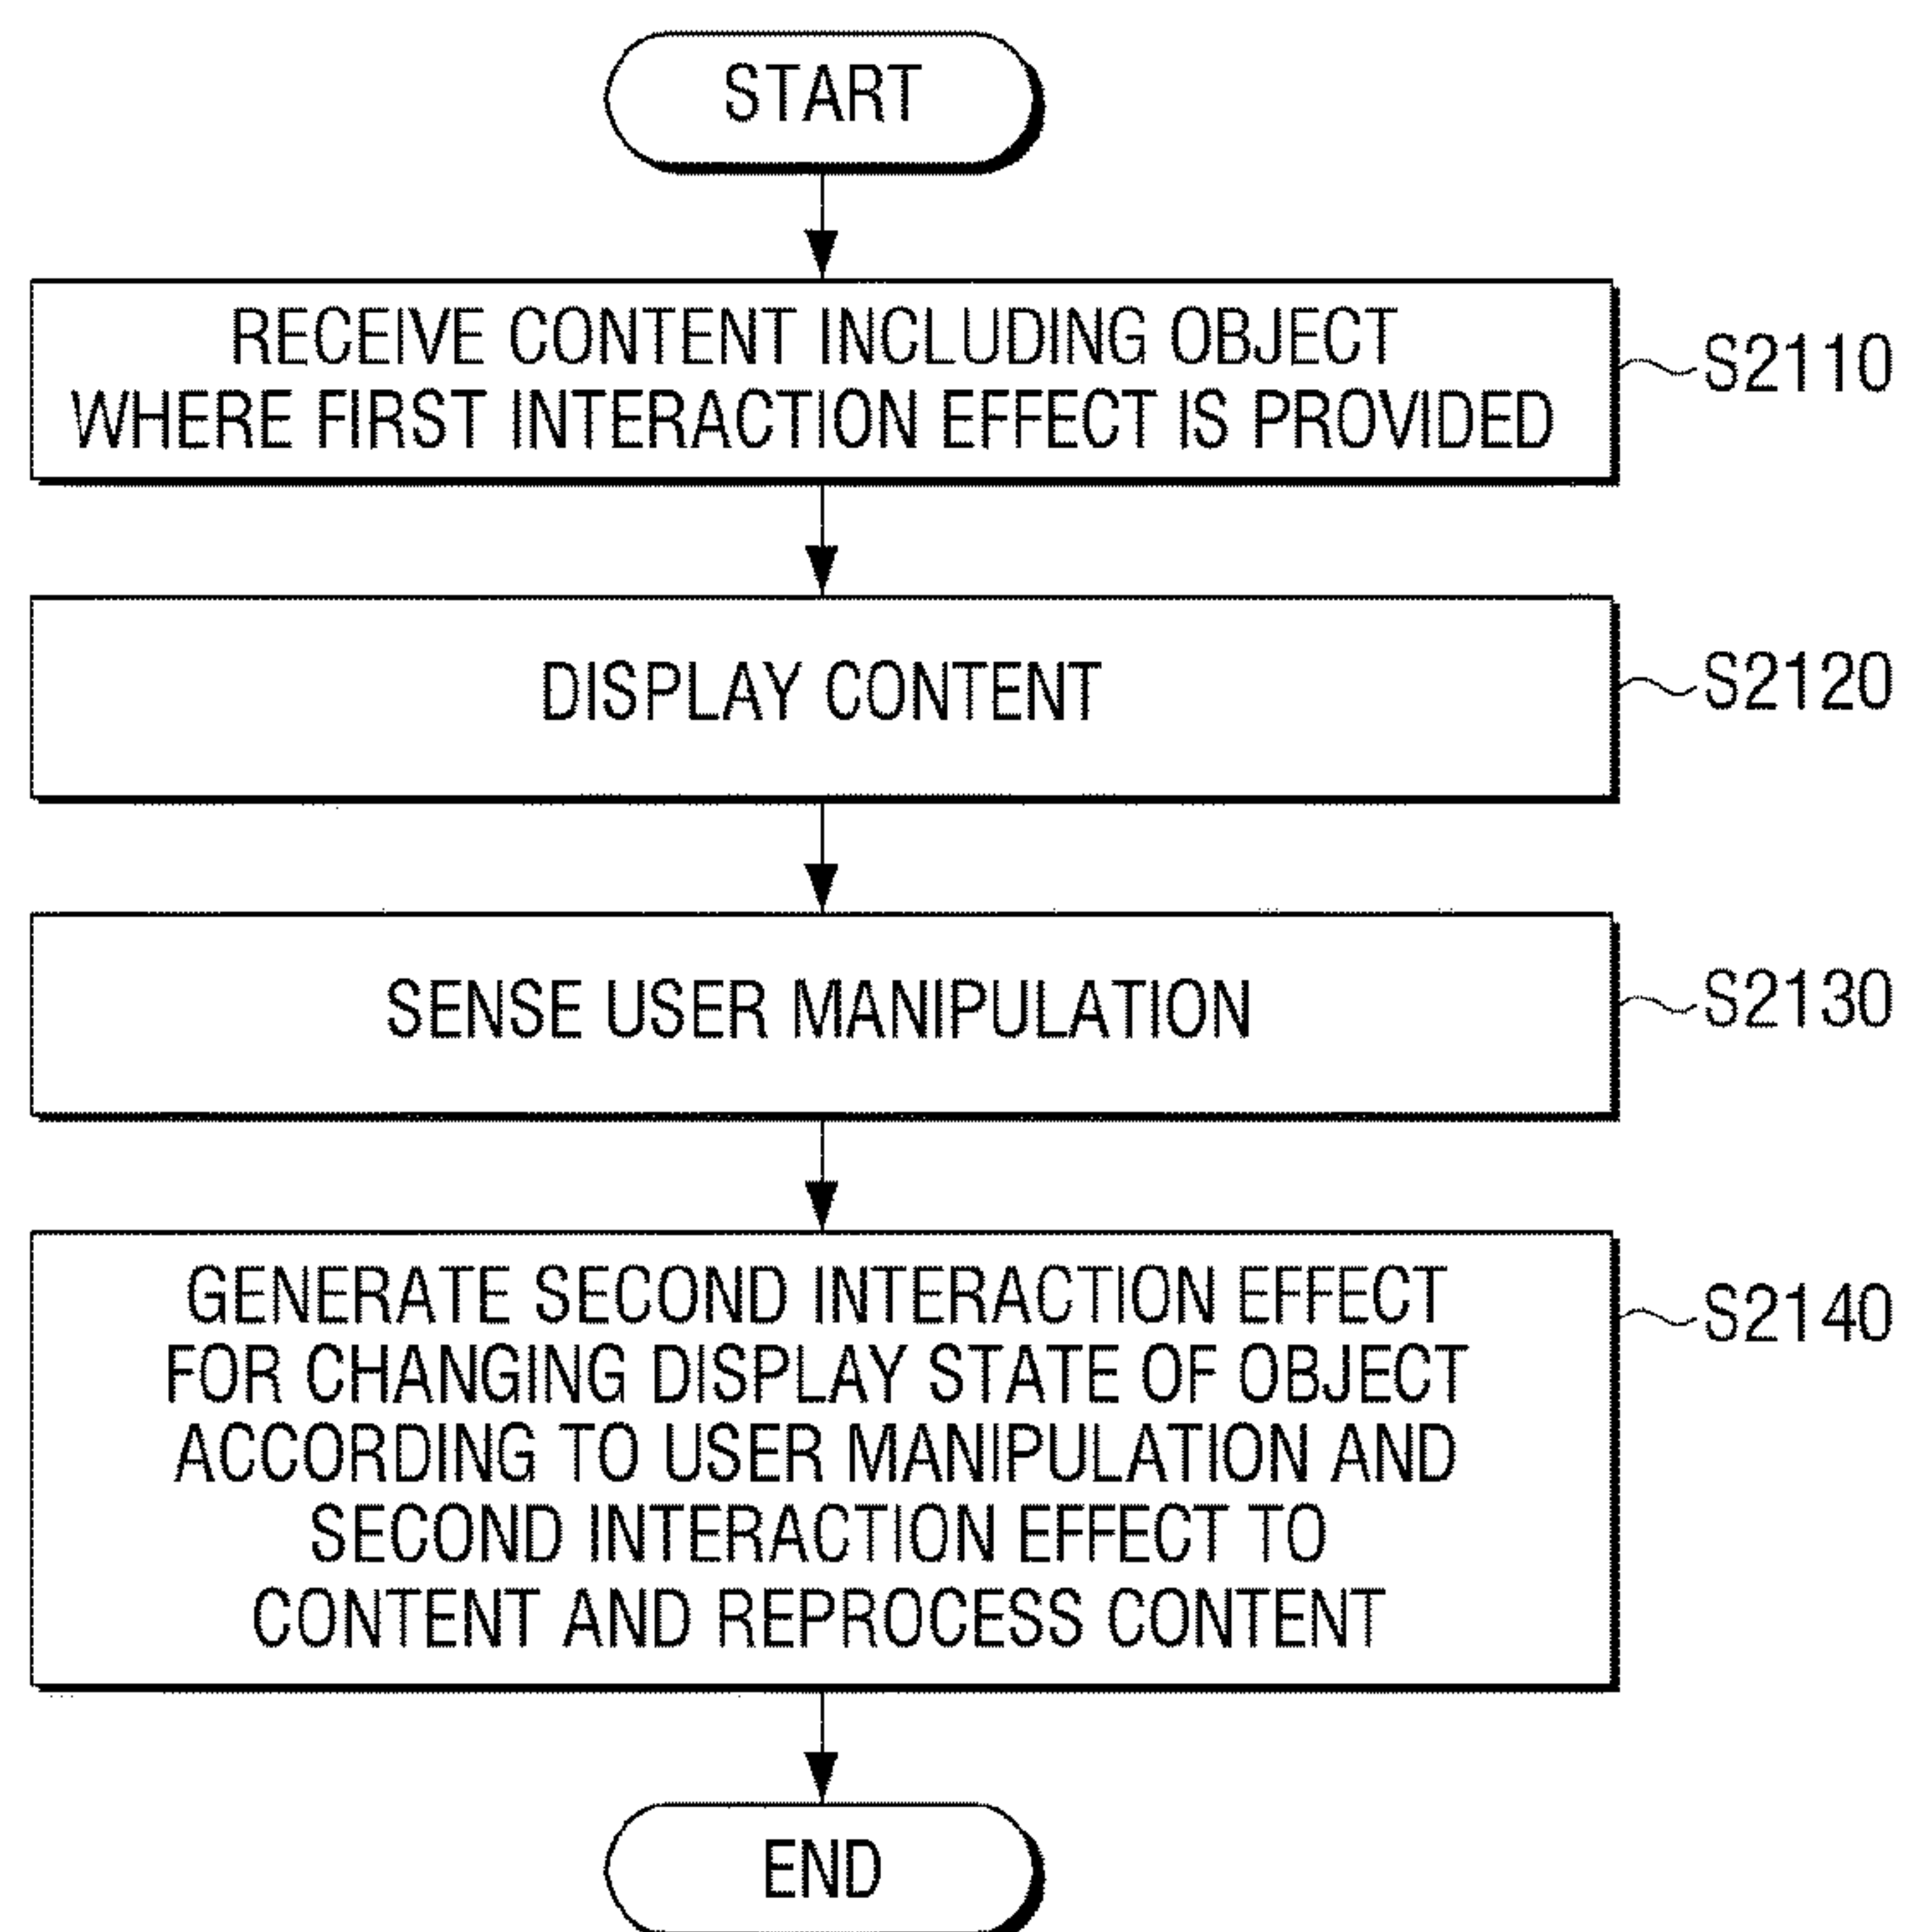 START
RECEIVE CONTENT INCLUDING OBJECT
WHERE FIRST INTERACTION EFFECT IS PROVIDED
S2110
DISPLAY CONTENT
S2120
SENSE USER MANIPULATION
S2130
GENERATE SECOND INTERACTION EFFECT
FOR CHANGING DISPLAY STATE OF OBJECT
ACCORDING TO USER MANIPULATION AND
SECOND INTERACTION EFFECT TO
CONTENT AND REPROCESS CONTENT
S2140
END